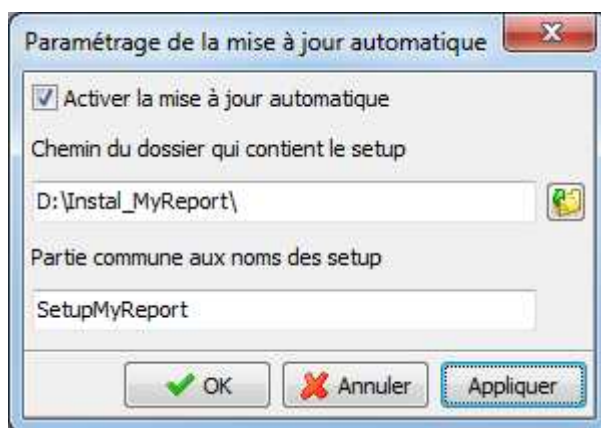 Paramétrage de la mise à jour automatique
Activer la mise à jour automatique
Chemin du dossier qui contient le setup
D:\Instal_MyReport\
Partie commune aux noms des setup
SetupMyReport
OK Annuler Appliquer